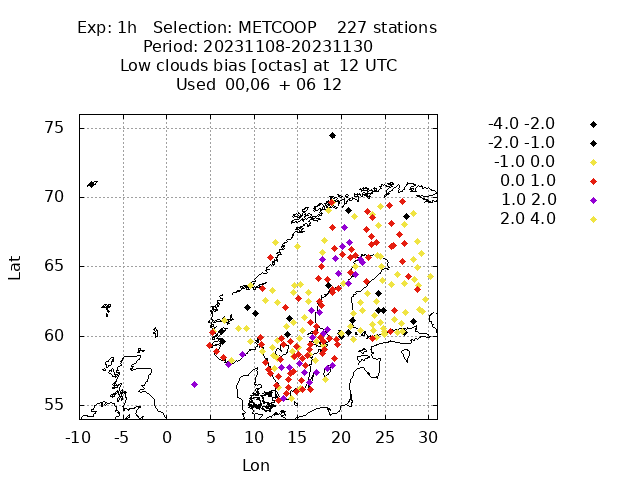 Exp: 1h   Selection: METCOOP    227 stations
Period: 20231108-20231130
Low clouds bias [octas] at  12 UTC
Used  00,06  + 06 12
75
70
65
60
55
-10 -5 0 5 10 15 20 25 30
Lat
Lon
-4.0 -2.0
-2.0 -1.0
-1.0 0.0
0.0 1.0
1.0 2.0
2.0 4.0